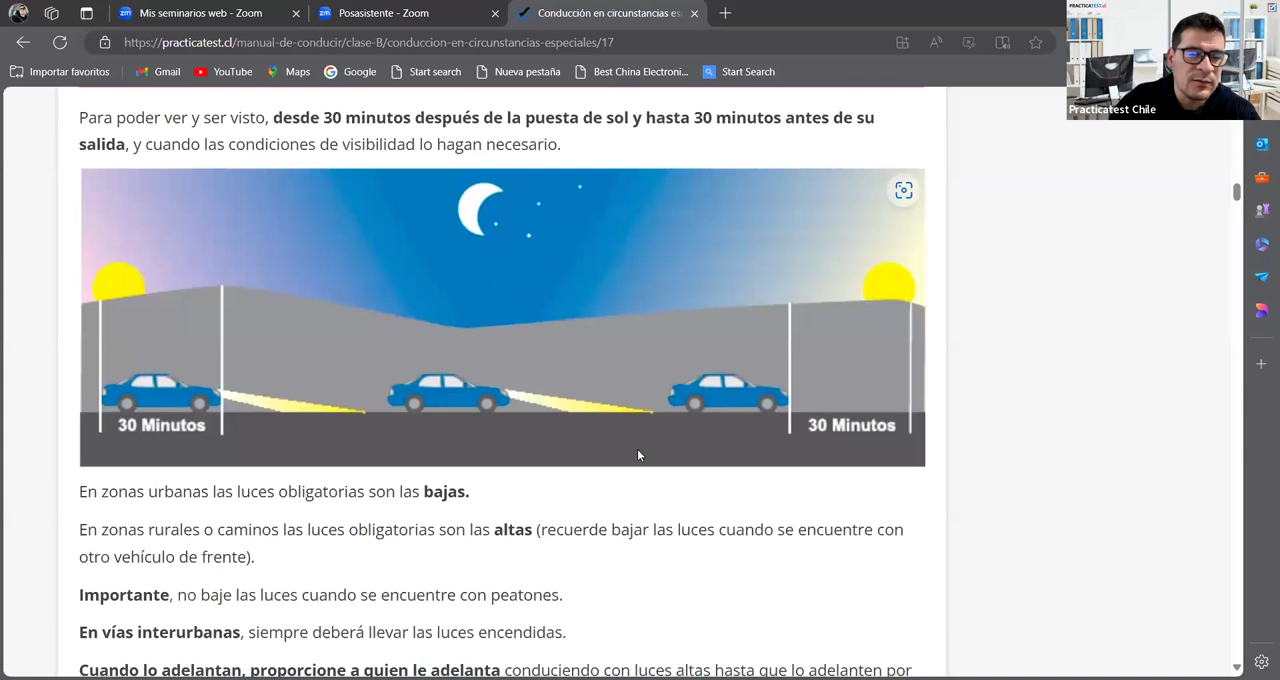 Mis seminarios web - Zoom
Posasistente - Zoom
Conducción en circunstancias es
https://practicatest.cl/manual-de-conducir/clase-B/conduccion-en-circunstancias-especiales/17
Importar favoritos
Gmail
YouTube
Maps
Google
Start search
Nueva pestaña
Best China Electroni...
Start Search
PRACTICATEST.cl
Practicatest Chile
Para poder ver y ser visto, desde 30 minutos después de la puesta de sol y hasta 30 minutos antes de su
salida, y cuando las condiciones de visibilidad lo hagan necesario.
30 Minutos
30 Minutos
En zonas urbanas las luces obligatorias son las bajas.
En zonas rurales o caminos las luces obligatorias son las altas (recuerde bajar las luces cuando se encuentre con
otro vehículo de frente).
Importante, no baje las luces cuando se encuentre con peatones.
En vías interurbanas, siempre deberá llevar las luces encendidas.
Cuando lo adelantan, proporcione a quien le adelanta conduciendo con luces altas hasta que lo adelanten por